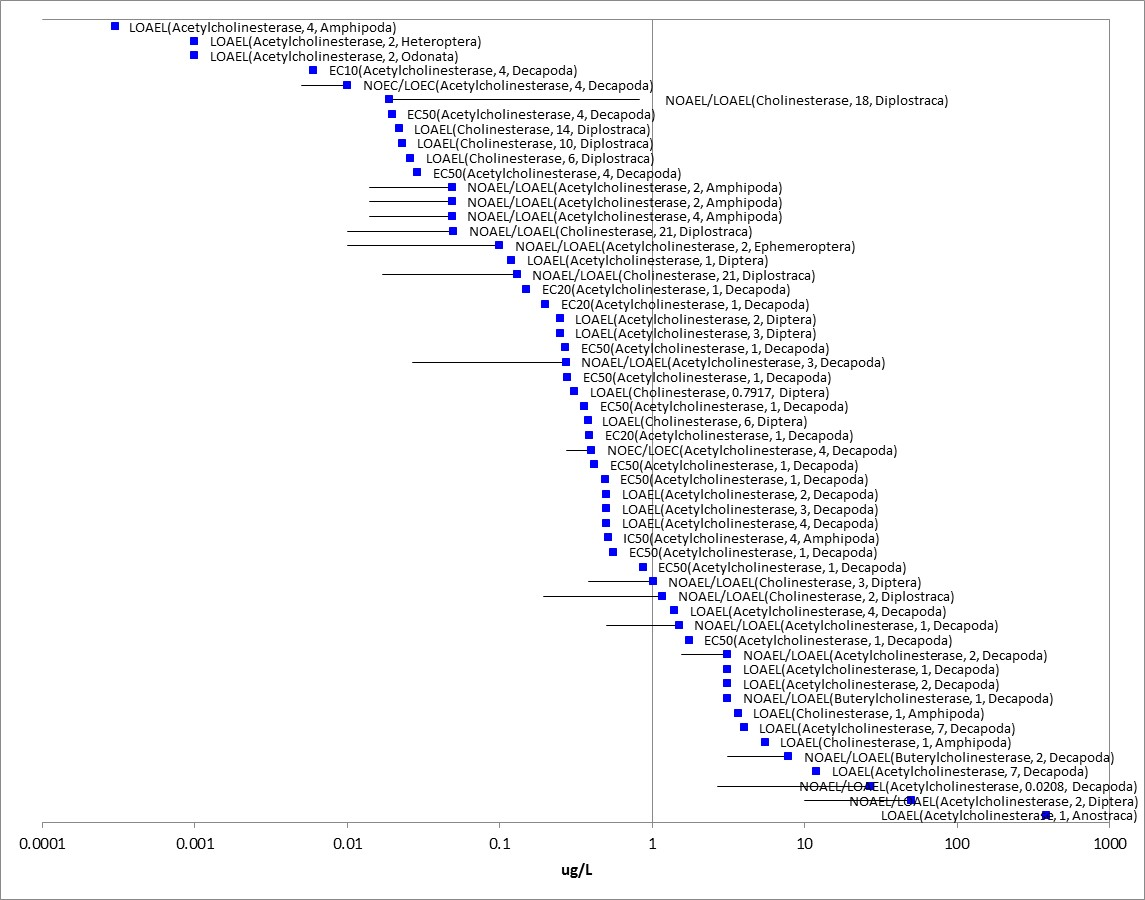 LOAEL(Acetylcholinesterase, 4, Amphipoda)
LOAEL(Acetylcholinesterase, 2, Heteroptera)
LOAEL(Acetylcholinesterase, 2, Odonata)
EC10(Acetylcholinesterase, 4, Decapoda)
NOEC/LOEC(Acetylcholinesterase, 4, Decapoda)
NOAEL/LOAEL(Cholinesterase, 18, Diplostraca)
EC50(Acetylcholinesterase, 4, Decapoda)
LOAEL(Cholinesterase, 14, Diplostraca)
LOAEL(Cholinesterase, 10, Diplostraca)
LOAEL(Cholinesterase, 6, Diplostraca)
EC50(Acetylcholinesterase, 4, Decapoda)
NOAEL/LOAEL(Acetylcholinesterase, 2, Amphipoda)
NOAEL/LOAEL(Acetylcholinesterase, 2, Amphipoda)
NOAEL/LOAEL(Acetylcholinesterase, 4, Amphipoda)
NOAEL/LOAEL(Cholinesterase, 21, Diplostraca)
NOAEL/LOAEL(Acetylcholinesterase, 2, Ephemeroptera)
LOAEL(Acetylcholinesterase, 1, Diptera)
NOAEL/LOAEL(Cholinesterase, 21, Diplostraca)
EC20(Acetylcholinesterase, 1, Decapoda)
EC20(Acetylcholinesterase, 1, Decapoda)
LOAEL(Acetylcholinesterase, 2, Diptera)
LOAEL(Acetylcholinesterase, 3, Diptera)
EC50(Acetylcholinesterase, 1, Decapoda)
NOAEL/LOAEL(Acetylcholinesterase, 3, Decapoda)
EC50(Acetylcholinesterase, 1, Decapoda)
LOAEL(Cholinesterase, 0.7917, Diptera)
EC50(Acetylcholinesterase, 1, Decapoda)
LOAEL(Cholinesterase, 6, Diptera)
EC20(Acetylcholinesterase, 1, Decapoda)
NOEC/LOEC(Acetylcholinesterase, 4, Decapoda)
EC50(Acetylcholinesterase, 1, Decapoda)
EC50(Acetylcholinesterase, 1, Decapoda)
LOAEL(Acetylcholinesterase, 2, Decapoda)
LOAEL(Acetylcholinesterase, 3, Decapoda)
LOAEL(Acetylcholinesterase, 4, Decapoda)
IC50(Acetylcholinesterase, 4, Amphipoda)
EC50(Acetylcholinesterase, 1, Decapoda)
EC50(Acetylcholinesterase, 1, Decapoda)
NOAEL/LOAEL(Cholinesterase, 3, Diptera)
NOAEL/LOAEL(Cholinesterase, 2, Diplostraca)
LOAEL(Acetylcholinesterase, 4, Decapoda)
NOAEL/LOAEL(Acetylcholinesterase, 1, Decapoda)
EC50(Acetylcholinesterase, 1, Decapoda)
NOAEL/LOAEL(Acetylcholinesterase, 2, Decapoda)
LOAEL(Acetylcholinesterase, 1, Decapoda)
LOAEL(Acetylcholinesterase, 2, Decapoda)
NOAEL/LOAEL(Buterylcholinesterase, 1, Decapoda)
LOAEL(Cholinesterase, 1, Amphipoda)
LOAEL(Acetylcholinesterase, 7, Decapoda)
LOAEL(Cholinesterase, 1, Amphipoda)
NOAEL/LOAEL(Buterylcholinesterase, 2, Decapoda)
LOAEL(Acetylcholinesterase, 7, Decapoda)
NOAEL/LOAEL(Acetylcholinesterase, 0.0208, Decapoda)
NOAEL/LOAEL(Acetylcholinesterase, 2, Diptera)
LOAEL(Acetylcholinesterase, 1, Anostraca)
0.0001 0.001 0.01 0.1 1 10 100 1000
ug/L